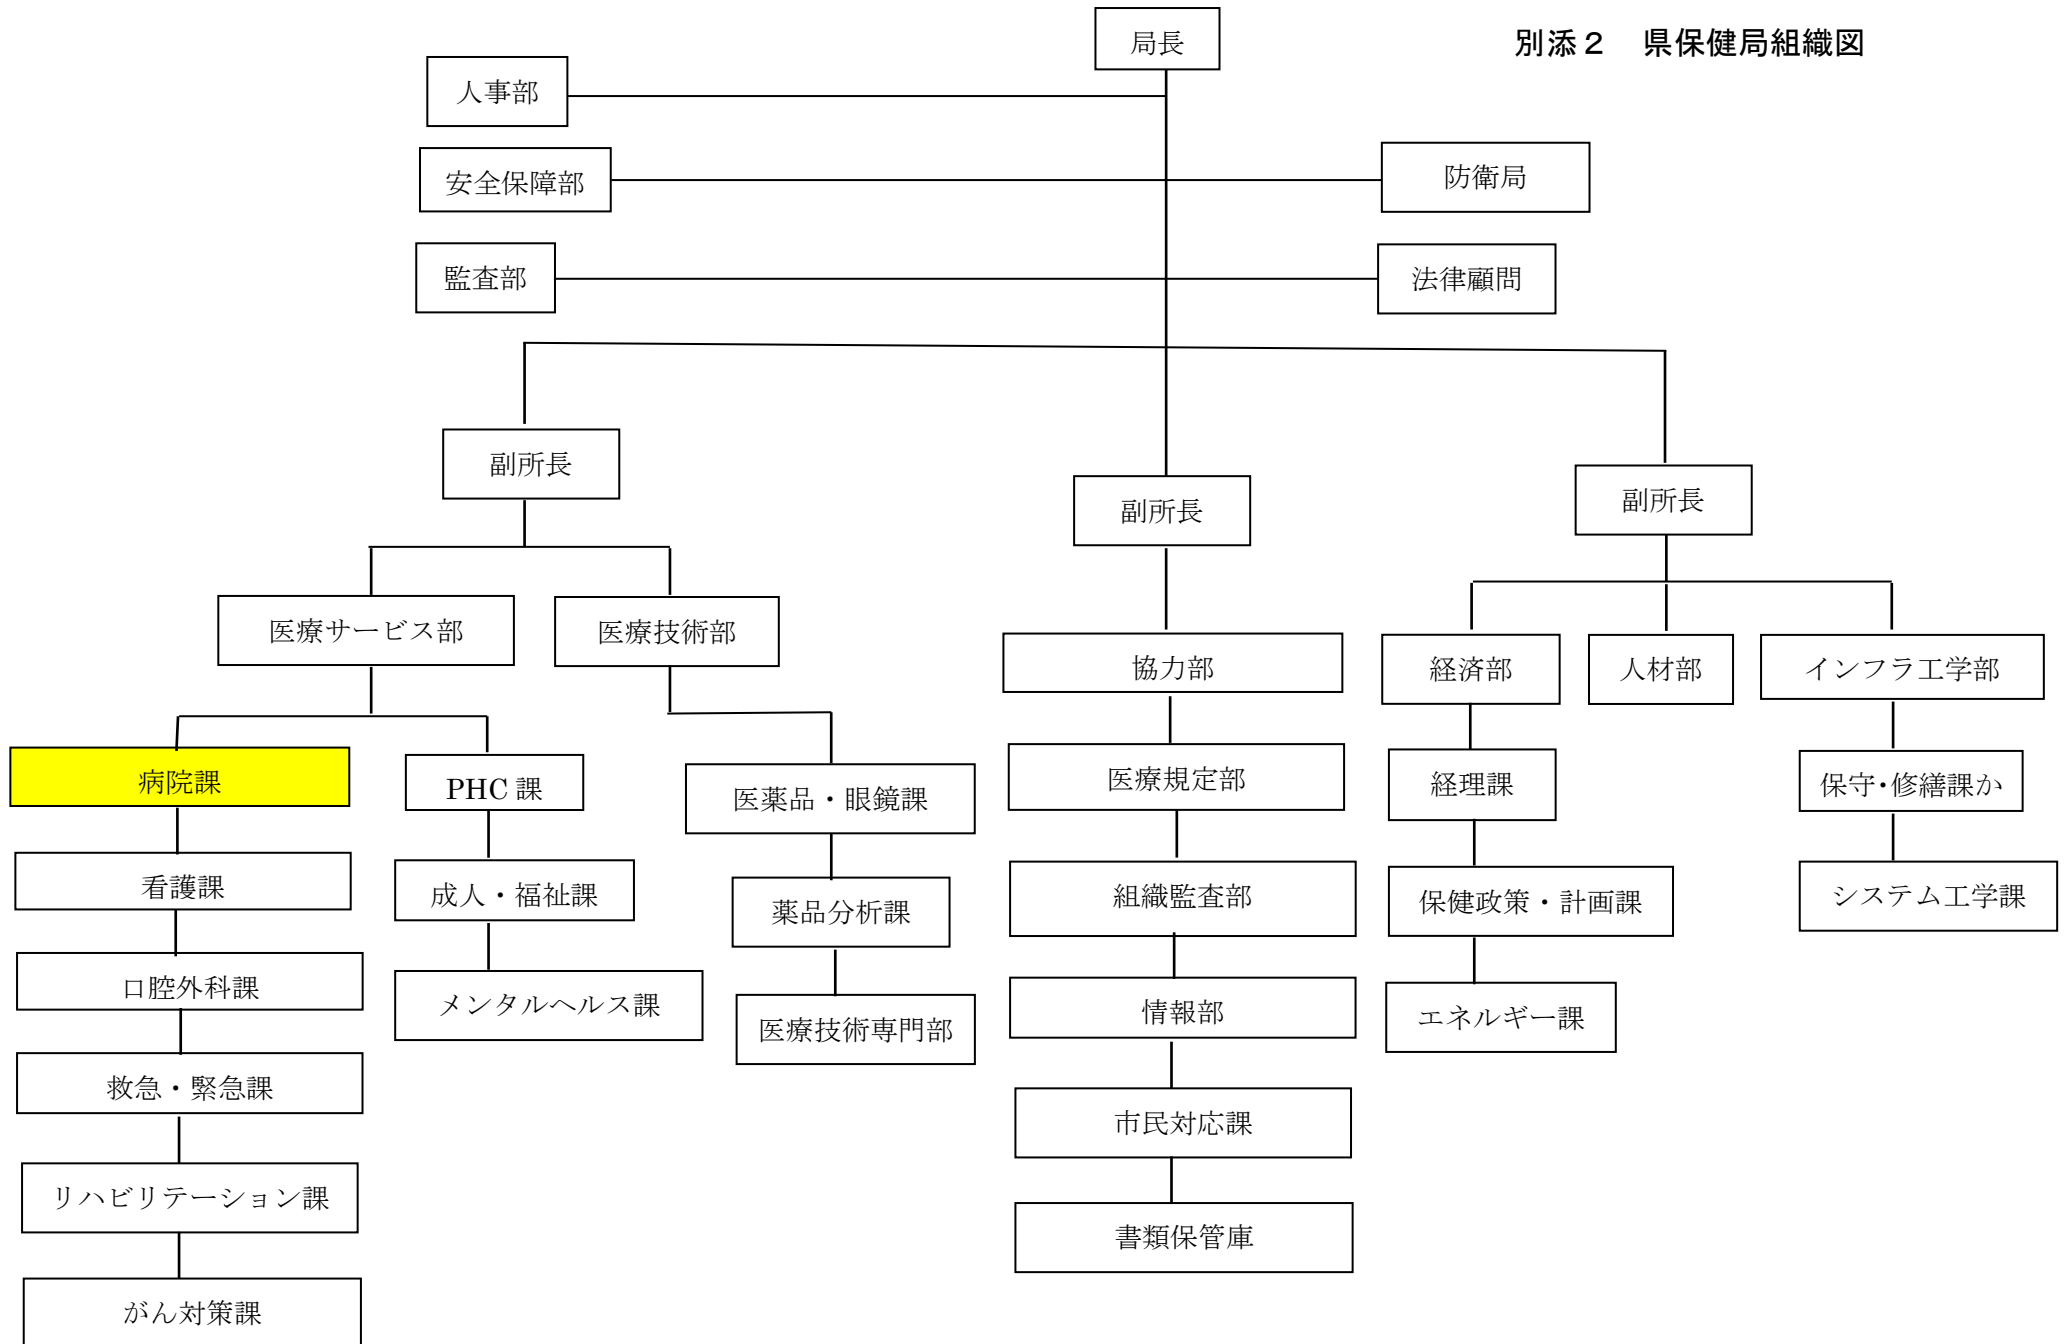 別添２　県保健局組織図
局長
人事部
安全保障部
防衛局
監査部
法律顧問
副所長
副所長
副所長
医療サービス部
医療技術部
協力部
経済部
人材部
インフラ工学部
病院課
PHC 課
医薬品・眼鏡課
医療規定部
経理課
保守・修繕課か
看護課
成人・福祉課
薬品分析課
組織監査部
保健政策・計画課
システム工学課
口腔外科課
メンタルヘルス課
医療技術専門部
情報部
エネルギー課
救急・緊急課
市民対応課
リハビリテーション課
書類保管庫
がん対策課